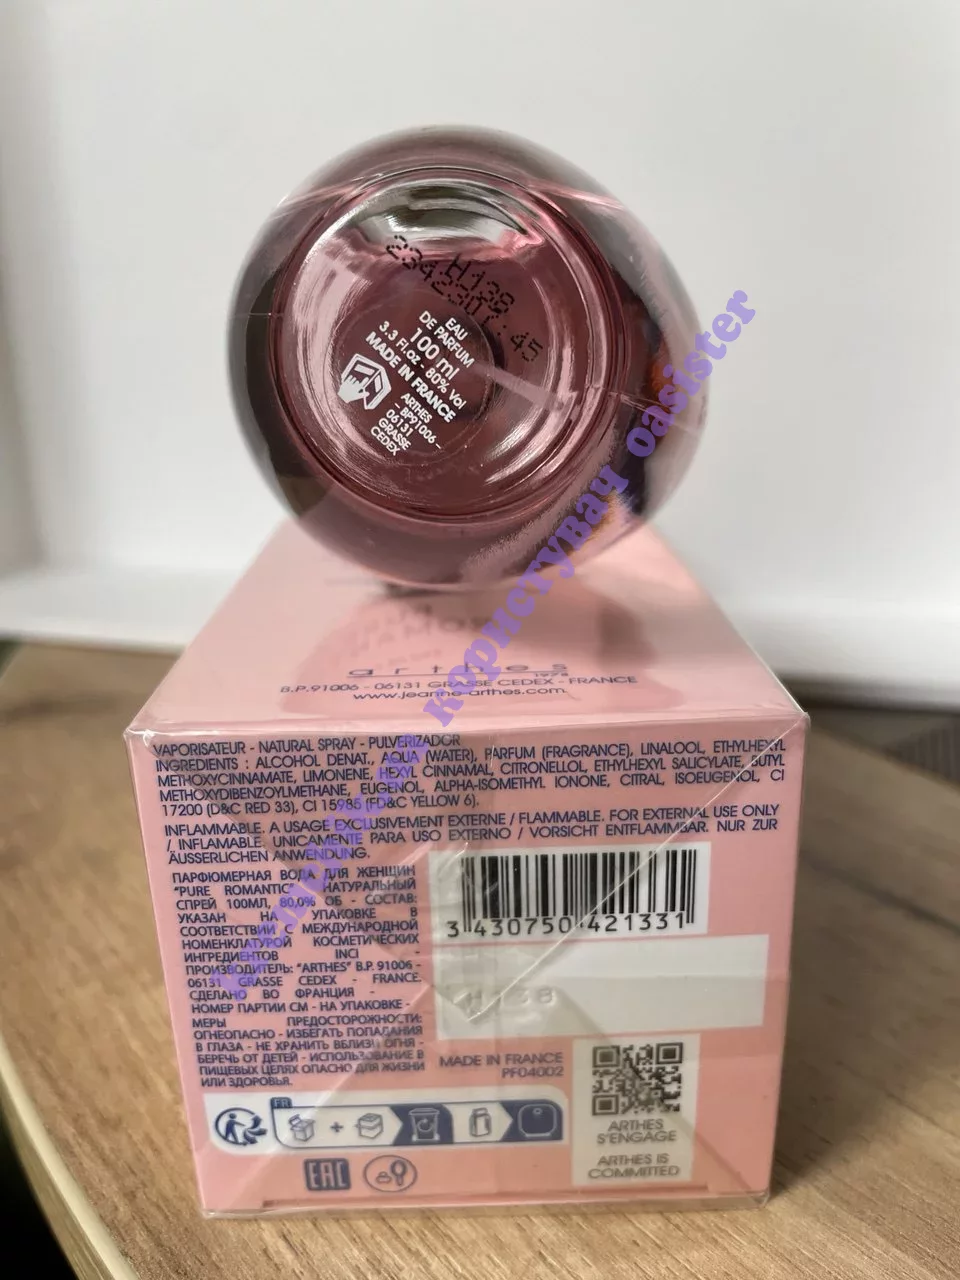 H138
2342307:45
EAU
DE PARFUM
100 ml
3.3 Fl.oz - 80% Vol
MADE IN FRANCE
ARTHES
- BP91006 -
06131
GRASSE
CEDEX
користувач oasister
arthes
1978
B.P. 91006 - 06131 GRASSE CEDEX - FRANCE
www.jeanne-arthes.com
VAPORISATEUR - NATURAL SPRAY - PULVERIZADOR
INGREDIENTS : ALCOHOL DENAT., AQUA (WATER), PARFUM (FRAGRANCE), LINALOOL, ETHYLHEXYL
METHOXYCINNAMATE, LIMONENE, HEXYL CINNAMAL, CITRONELLOL, ETHYLHEXYL SALICYLATE, BUTYL
METHOXYDIBENZOYLMETHANE, EUGENOL, ALPHA-ISOMETHYL IONONE, CITRAL, ISOEUGENOL, CI
17200 (D&C RED 33), CI 15985 (FD&C YELLOW 6).
INFLAMMABLE. A USAGE EXCLUSIVEMENT EXTERNE / FLAMMABLE. FOR EXTERNAL USE ONLY
/ INFLAMABLE. UNICAMENTE PARA USO EXTERNO / VORSICHT ENTFLAMMBAR. NUR ZUR
ÄUSSERLICHEN ANWENDUNG.
ПАРФЮМЕРНАЯ ВОДА ДЛЯ ЖЕНЩИН
"PURE ROMANTIC" НАТУРАЛЬНЫЙ
СПРЕЙ 100МЛ, 80,0% ОБ - СОСТАВ:
УКАЗАН НА УПАКОВКЕ В
СООТВЕТСТВИИ С МЕЖДУНАРОДНОЙ
НОМЕНКЛАТУРОЙ КОСМЕТИЧЕСКИХ
ИНГРЕДИЕНТОВ INCI -
ПРОИЗВОДИТЕЛЬ: "ARTHES" B.P. 91006 -
06131 GRASSE CEDEX - FRANCE.
СДЕЛАНО ВО ФРАНЦИЯ -
НОМЕР ПАРТИИ СМ - НА УПАКОВКЕ -
МЕРЫ ПРЕДОСТОРОЖНОСТИ:
ОГНЕОПАСНО - ИЗБЕГАТЬ ПОПАДАНИЯ
В ГЛАЗА - НЕ ХРАНИТЬ ВБЛИЗИ ОГНЯ -
БЕРЕЧЬ ОТ ДЕТЕЙ - ИСПОЛЬЗОВАНИЕ В
ПИЩЕВЫХ ЦЕЛЯХ ОПАСНО ДЛЯ ЖИЗНИ
ИЛИ ЗДОРОВЬЯ.
3 430750 421331
H138
MADE IN FRANCE
PF04002
ARTHES
S'ENGAGE
ARTHES IS
COMMITTED
FR
EAC